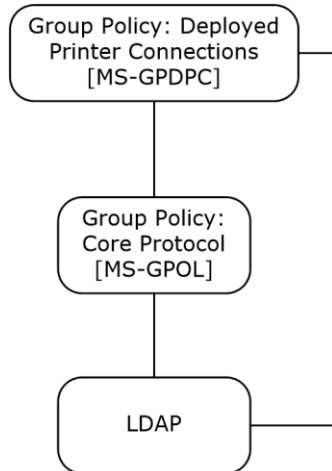 Group Policy: Deployed
Printer Connections
[MS-GPDPC]
Group Policy:
Core Protocol
[MS-GPOL]
LDAP